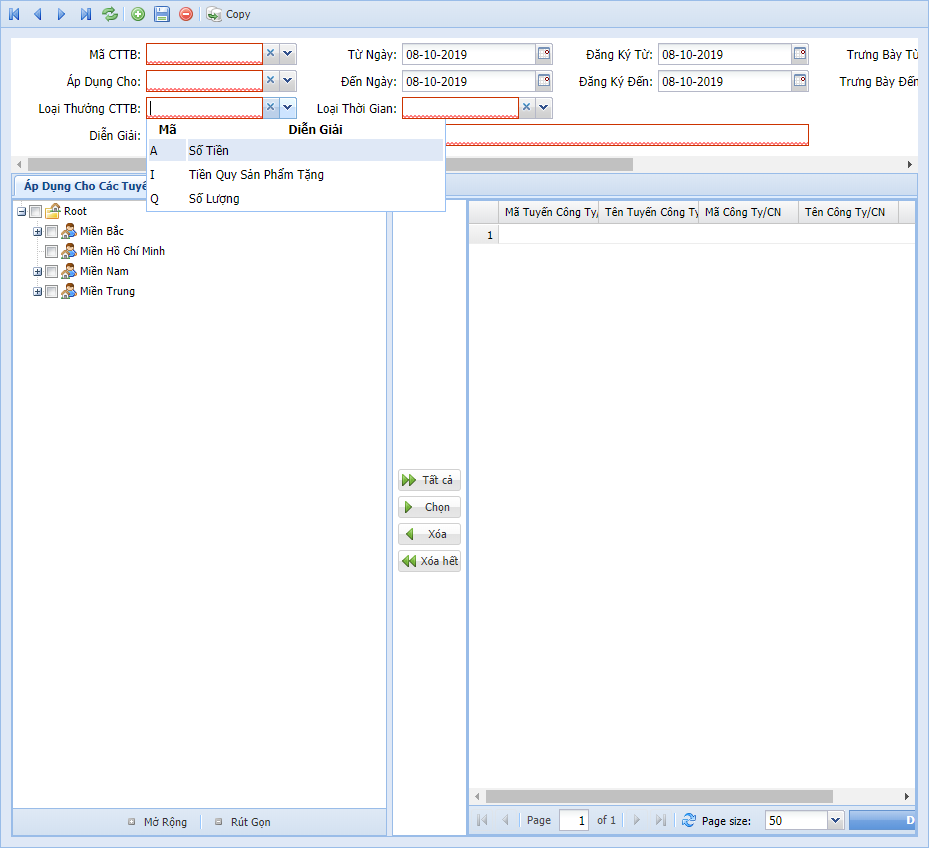 Copy
Mã CTTB: Từ Ngày: 08-10-2019 Đăng Ký Từ: 08-10-2019 Trưng Bày Từ
Áp Dụng Cho: Đến Ngày: 08-10-2019 Đăng Ký Đến: 08-10-2019 Trưng Bày Đến
Loại Thưởng CTTB: Loại Thời Gian:
Diễn Giải:
Mã Diễn Giải
A Số Tiền
I Tiền Quy Sản Phẩm Tặng
Q Số Lượng
Áp Dụng Cho Các Tuyế
Root
Miền Bắc
Miền Hồ Chí Minh
Miền Nam
Miền Trung
Tất cả
Chọn
Xóa
Xóa hết
Mã Tuyến Công Ty/ Tên Tuyến Công Ty Mã Công Ty/CN Tên Công Ty/CN
1
Mở Rộng Rút Gọn
Page 1 of 1 Page size: 50 D